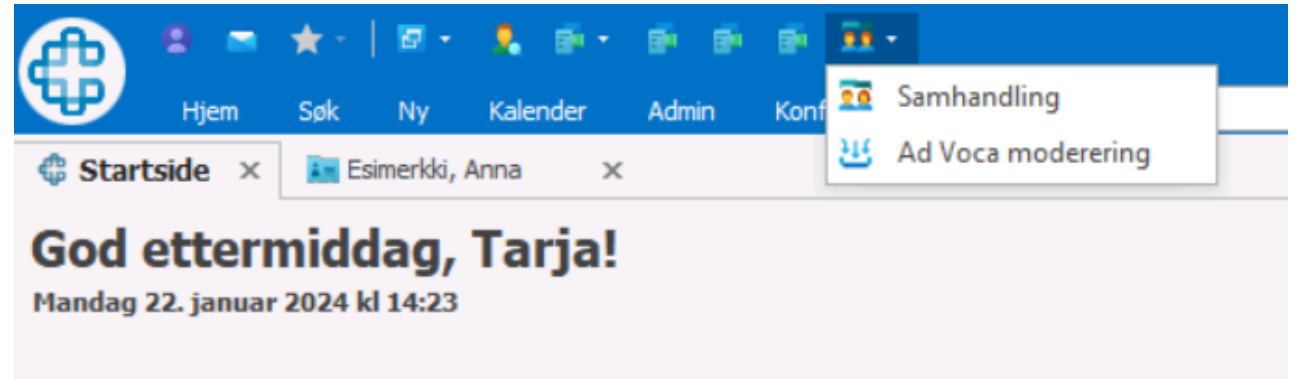 Hjem Søk Ny Kalender Admin Konf
Samhandling
Ad Voca moderering
Startside Esimerkki, Anna
God ettermiddag, Tarja!
Mandag 22. januar 2024 kl 14:23